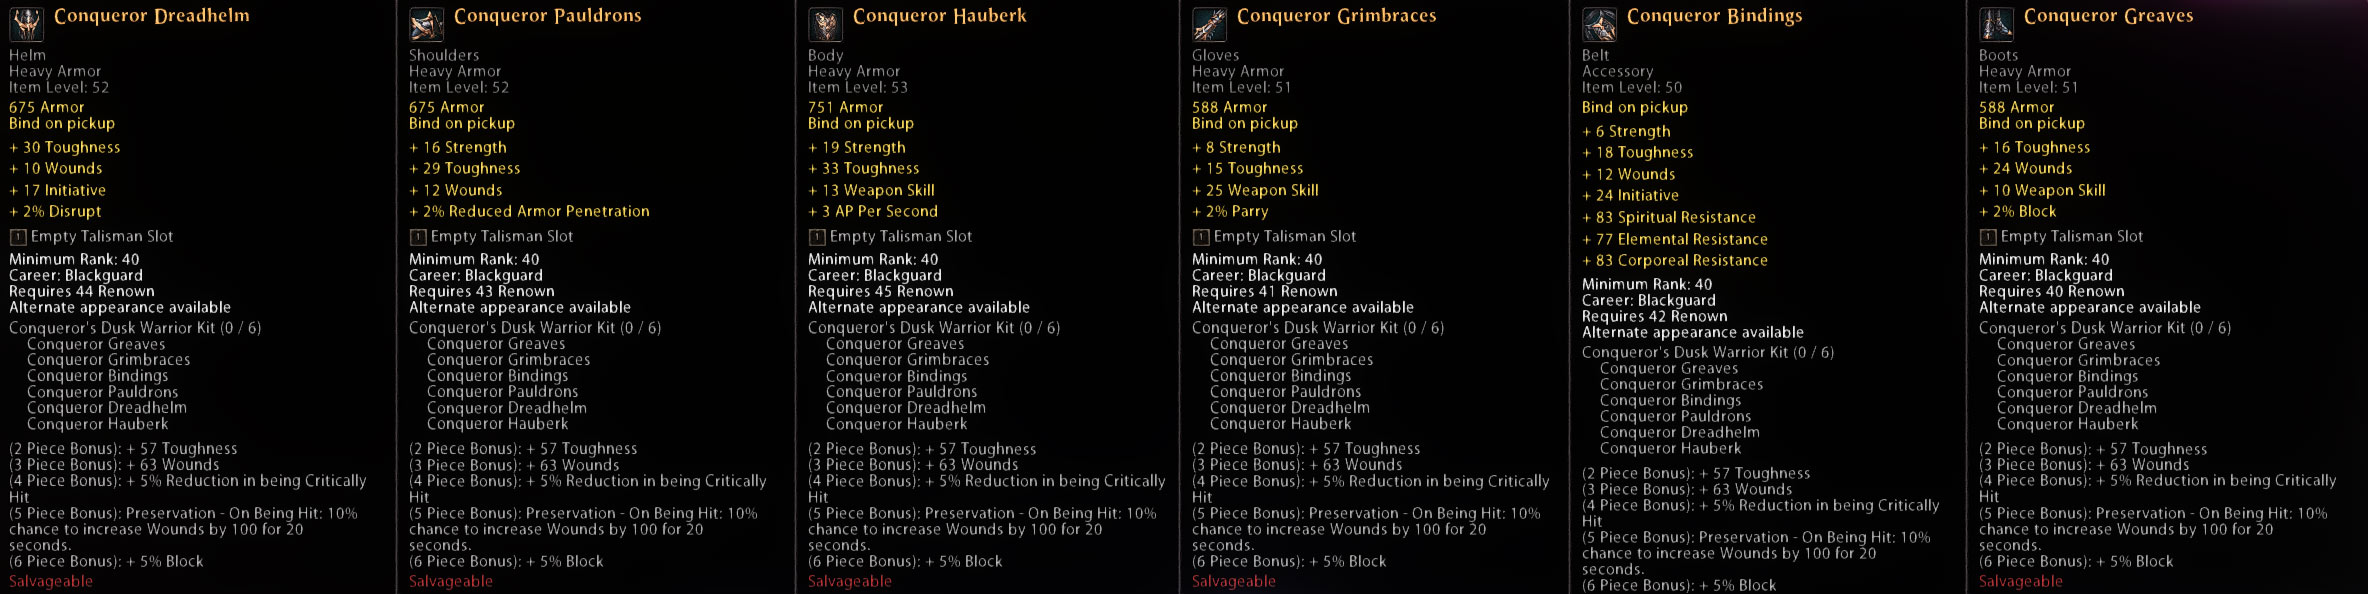 Conqueror Dreadhelm
Helm
Heavy Armor
Item Level: 52
675 Armor
Bind on pickup
+ 30 Toughness
+ 10 Wounds
+ 17 Initiative
+ 2% Disrupt
1 Empty Talisman Slot
Minimum Rank: 40
Career: Blackguard
Requires 44 Renown
Alternate appearance available
Conqueror's Dusk Warrior Kit (0 / 6)
Conqueror Greaves
Conqueror Grimbraces
Conqueror Bindings
Conqueror Pauldrons
Conqueror Dreadhelm
Conqueror Hauberk
(2 Piece Bonus): + 57 Toughness
(3 Piece Bonus): + 63 Wounds
(4 Piece Bonus): + 5% Reduction in being Critically
Hit
(5 Piece Bonus): Preservation - On Being Hit: 10%
chance to increase Wounds by 100 for 20
seconds.
(6 Piece Bonus): + 5% Block
Salvageable
Conqueror Pauldrons
Shoulders
Heavy Armor
Item Level: 52
675 Armor
Bind on pickup
+ 16 Strength
+ 29 Toughness
+ 12 Wounds
+ 2% Reduced Armor Penetration
1 Empty Talisman Slot
Minimum Rank: 40
Career: Blackguard
Requires 43 Renown
Alternate appearance available
Conqueror's Dusk Warrior Kit (0 / 6)
Conqueror Greaves
Conqueror Grimbraces
Conqueror Bindings
Conqueror Pauldrons
Conqueror Dreadhelm
Conqueror Hauberk
(2 Piece Bonus): + 57 Toughness
(3 Piece Bonus): + 63 Wounds
(4 Piece Bonus): + 5% Reduction in being Critically
Hit
(5 Piece Bonus): Preservation - On Being Hit: 10%
chance to increase Wounds by 100 for 20
seconds.
(6 Piece Bonus): + 5% Block
Salvageable
Conqueror Hauberk
Body
Heavy Armor
Item Level: 53
751 Armor
Bind on pickup
+ 19 Strength
+ 33 Toughness
+ 13 Weapon Skill
+ 3 AP Per Second
1 Empty Talisman Slot
Minimum Rank: 40
Career: Blackguard
Requires 45 Renown
Alternate appearance available
Conqueror's Dusk Warrior Kit (0 / 6)
Conqueror Greaves
Conqueror Grimbraces
Conqueror Bindings
Conqueror Pauldrons
Conqueror Dreadhelm
Conqueror Hauberk
(2 Piece Bonus): + 57 Toughness
(3 Piece Bonus): + 63 Wounds
(4 Piece Bonus): + 5% Reduction in being Critically
Hit
(5 Piece Bonus): Preservation - On Being Hit: 10%
chance to increase Wounds by 100 for 20
seconds.
(6 Piece Bonus): + 5% Block
Salvageable
Conqueror Grimbraces
Gloves
Heavy Armor
Item Level: 51
588 Armor
Bind on pickup
+ 8 Strength
+ 15 Toughness
+ 25 Weapon Skill
+ 2% Parry
1 Empty Talisman Slot
Minimum Rank: 40
Career: Blackguard
Requires 41 Renown
Alternate appearance available
Conqueror's Dusk Warrior Kit (0 / 6)
Conqueror Greaves
Conqueror Grimbraces
Conqueror Bindings
Conqueror Pauldrons
Conqueror Dreadhelm
Conqueror Hauberk
(2 Piece Bonus): + 57 Toughness
(3 Piece Bonus): + 63 Wounds
(4 Piece Bonus): + 5% Reduction in being Critically
Hit
(5 Piece Bonus): Preservation - On Being Hit: 10%
chance to increase Wounds by 100 for 20
seconds.
(6 Piece Bonus): + 5% Block
Salvageable
Conqueror Bindings
Belt
Accessory
Item Level: 50
Bind on pickup
+ 6 Strength
+ 18 Toughness
+ 12 Wounds
+ 24 Initiative
+ 83 Spiritual Resistance
+ 77 Elemental Resistance
+ 83 Corporeal Resistance
Minimum Rank: 40
Career: Blackguard
Requires 42 Renown
Alternate appearance available
Conqueror's Dusk Warrior Kit (0 / 6)
Conqueror Greaves
Conqueror Grimbraces
Conqueror Bindings
Conqueror Pauldrons
Conqueror Dreadhelm
Conqueror Hauberk
(2 Piece Bonus): + 57 Toughness
(3 Piece Bonus): + 63 Wounds
(4 Piece Bonus): + 5% Reduction in being Critically
Hit
(5 Piece Bonus): Preservation - On Being Hit: 10%
chance to increase Wounds by 100 for 20
seconds.
(6 Piece Bonus): + 5% Block
Conqueror Greaves
Boots
Heavy Armor
Item Level: 51
588 Armor
Bind on pickup
+ 16 Toughness
+ 24 Wounds
+ 10 Weapon Skill
+ 2% Block
1 Empty Talisman Slot
Minimum Rank: 40
Career: Blackguard
Requires 40 Renown
Alternate appearance available
Conqueror's Dusk Warrior Kit (0 / 6)
Conqueror Greaves
Conqueror Grimbraces
Conqueror Bindings
Conqueror Pauldrons
Conqueror Dreadhelm
Conqueror Hauberk
(2 Piece Bonus): + 57 Toughness
(3 Piece Bonus): + 63 Wounds
(4 Piece Bonus): + 5% Reduction in being Critically
Hit
(5 Piece Bonus): Preservation - On Being Hit: 10%
chance to increase Wounds by 100 for 20
seconds.
(6 Piece Bonus): + 5% Block
Salvageable